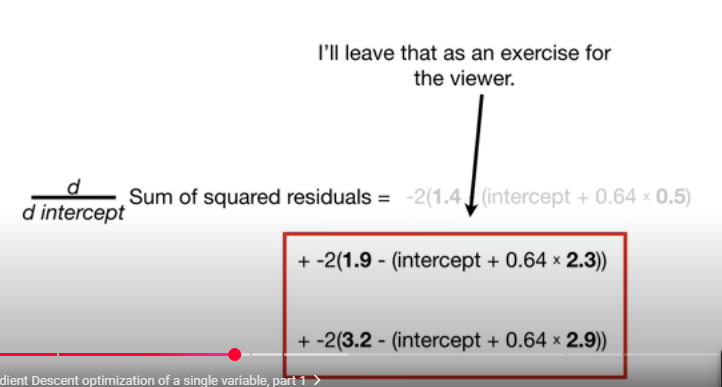 I'll leave that as an exercise for
the viewer.
d
d intercept
Sum of squared residuals = -2(1.4 (intercept + 0.64 × 0.5)
+ -2(1.9 - (intercept + 0.64 × 2.3))
+ -2(3.2 - (intercept + 0.64 × 2.9))
dient Descent optimization of a single variable, part 1 >